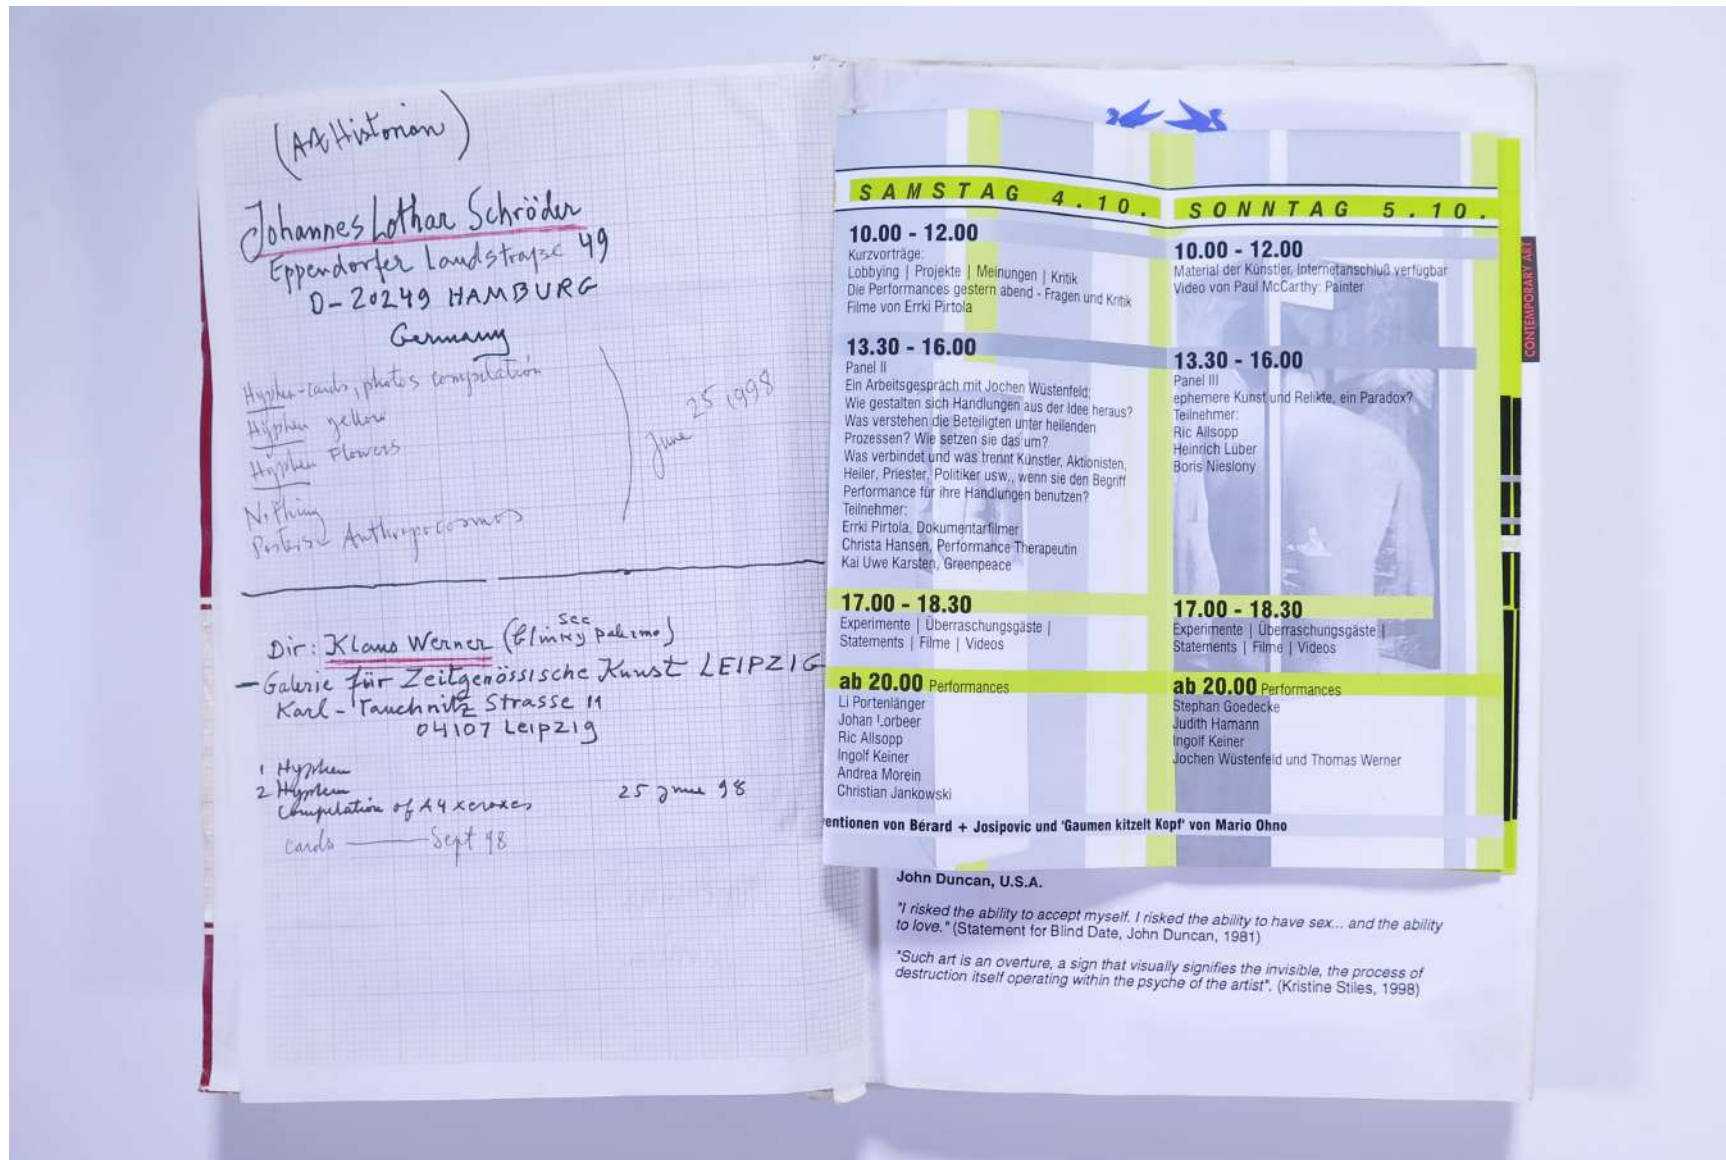 (Art Historian)
Johannes Lothar Schröder
Eppendorfer Landstraße 49
D-20249 HAMBURG
Germany
Hyphen-cards, photos compilation
Hyphen yellow
Hyphen Flowers
Nothing
Posters- Anthropocosmos
June 25 1998
see
Dir: Klaus Werner (blinky palermo)
- Galerie für Zeitgenössische Kunst LEIPZIG
Karl-Tauchnitz Strasse 11
04107 Leipzig
1 Hyphen
2 Hyphen
Compilation of A4 xeroxes 25 June 98
cards — Sept 98
SAMSTAG 4.10.
10.00 - 12.00
Kurzvorträge:
Lobbying | Projekte | Meinungen | Kritik
Die Performances gestern abend - Fragen und Kritik
Filme von Errki Pirtola
13.30 - 16.00
Panel II
Ein Arbeitsgespräch mit Jochen Wüstenfeld:
Wie gestalten sich Handlungen aus der Idee heraus?
Was verstehen die Beteiligten unter heilenden
Prozessen? Wie setzen sie das um?
Was verbindet und was trennt Künstler, Aktionisten,
Heiler, Priester, Politiker usw., wenn sie den Begriff
Performance für ihre Handlungen benutzen?
Teilnehmer:
Errki Pirtola, Dokumentarfilmer
Christa Hansen, Performance Therapeutin
Kai Uwe Karsten, Greenpeace
17.00 - 18.30
Experimente | Überraschungsgäste |
Statements | Filme | Videos
ab 20.00 Performances
Li Portenlänger
Johan Lorbeer
Ric Allsopp
Ingolf Keiner
Andrea Morein
Christian Jankowski
SONNTAG 5.10.
10.00 - 12.00
Material der Künstler, Internetanschluß verfügbar
Video von Paul McCarthy: Painter
13.30 - 16.00
Panel III
ephemere Kunst und Relikte, ein Paradox?
Teilnehmer:
Ric Allsopp
Heinrich Lüber
Boris Nieslony
17.00 - 18.30
Experimente | Überraschungsgäste |
Statements | Filme | Videos
ab 20.00 Performances
Stephan Goedecke
Judith Hamann
Ingolf Keiner
Jochen Wüstenfeld und Thomas Werner
entionen von Bérard + Josipovic und 'Gaumen kitzelt Kopf' von Mario Ohno
CONTEMPORARY ART
John Duncan, U.S.A.
"I risked the ability to accept myself. I risked the ability to have sex... and the ability
to love." (Statement for Blind Date, John Duncan, 1981)
"Such art is an overture, a sign that visually signifies the invisible, the process of
destruction itself operating within the psyche of the artist". (Kristine Stiles, 1998)